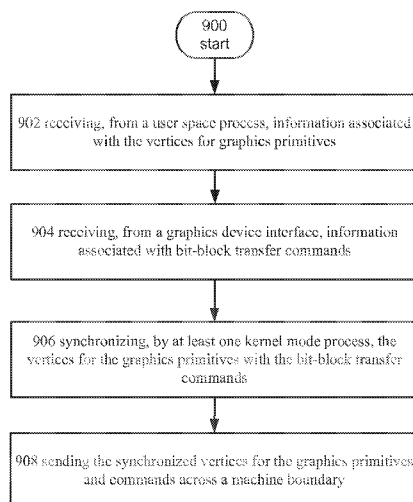 900
start
902 receiving, from a user space process, information associated
with the vertices for graphics primitives
904 receiving, from a graphics device interface, information
associated with bit-block transfer commands
906 synchronizing, by at least one kernel mode process, the
vertices for the graphics primitives with the bit-block transfer
commands
908 sending the synchronized vertices for the graphics primitives
and commands across a machine boundary